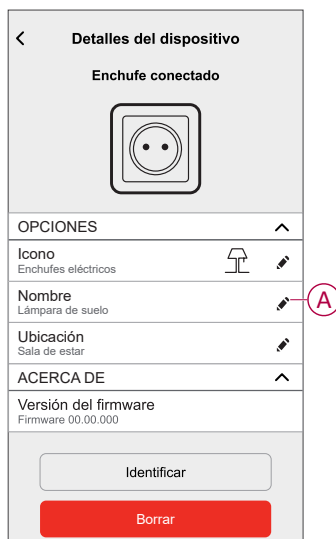 Detalles del dispositivo
Enchufe conectado
OPCIONES
Icono
Enchufes eléctricos
Nombre
Lámpara de suelo
A
Ubicación
Sala de estar
ACERCA DE
Versión del firmware
Firmware 00.00.000
Identificar
Borrar